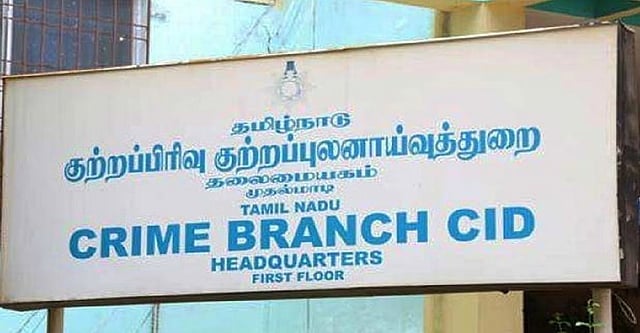 தமிழ்நாடு
குற்றப்பிரிவு குற்றப்புலனாய்வுத்துறை
தலைமையகம்
முதல்மாடி
TAMIL NADU
CRIME BRANCH CID
HEADQUARTERS
FIRST FLOOR